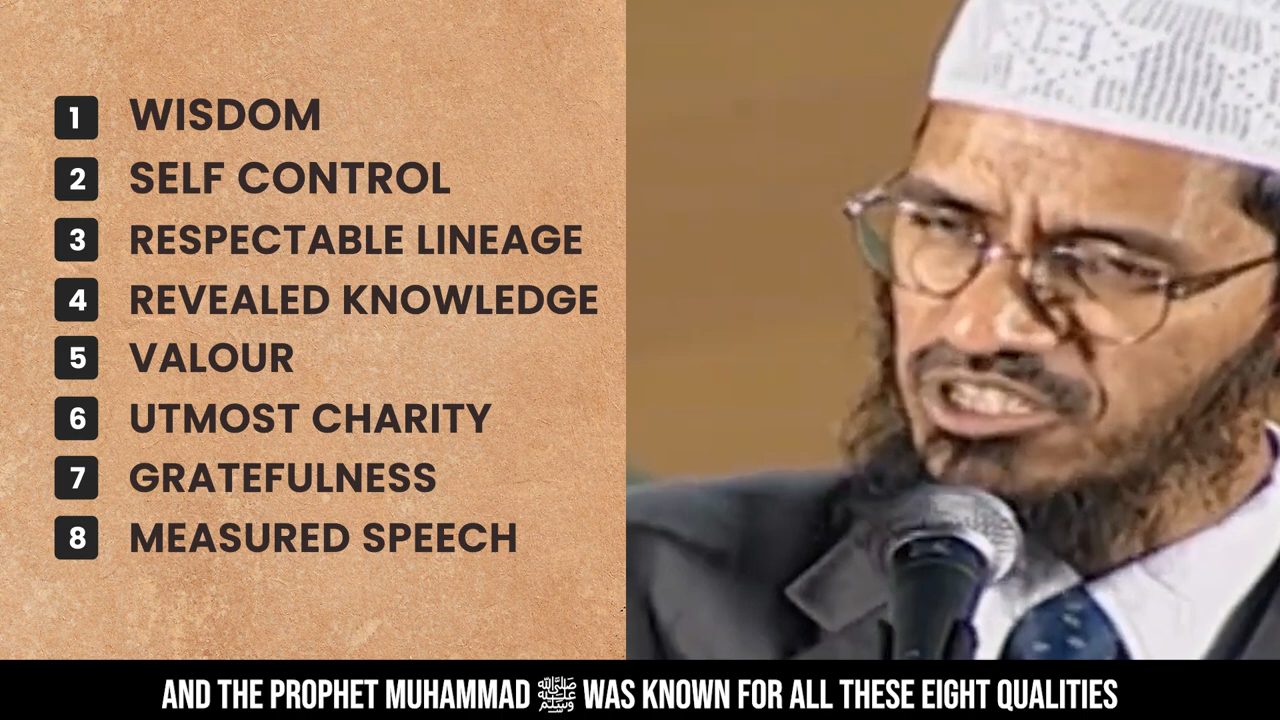 1 WISDOM
2 SELF CONTROL
3 RESPECTABLE LINEAGE
4 REVEALED KNOWLEDGE
5 VALOUR
6 UTMOST CHARITY
7 GRATEFULNESS
8 MEASURED SPEECH
AND THE PROPHET MUHAMMAD ﷺ WAS KNOWN FOR ALL THESE EIGHT QUALITIES